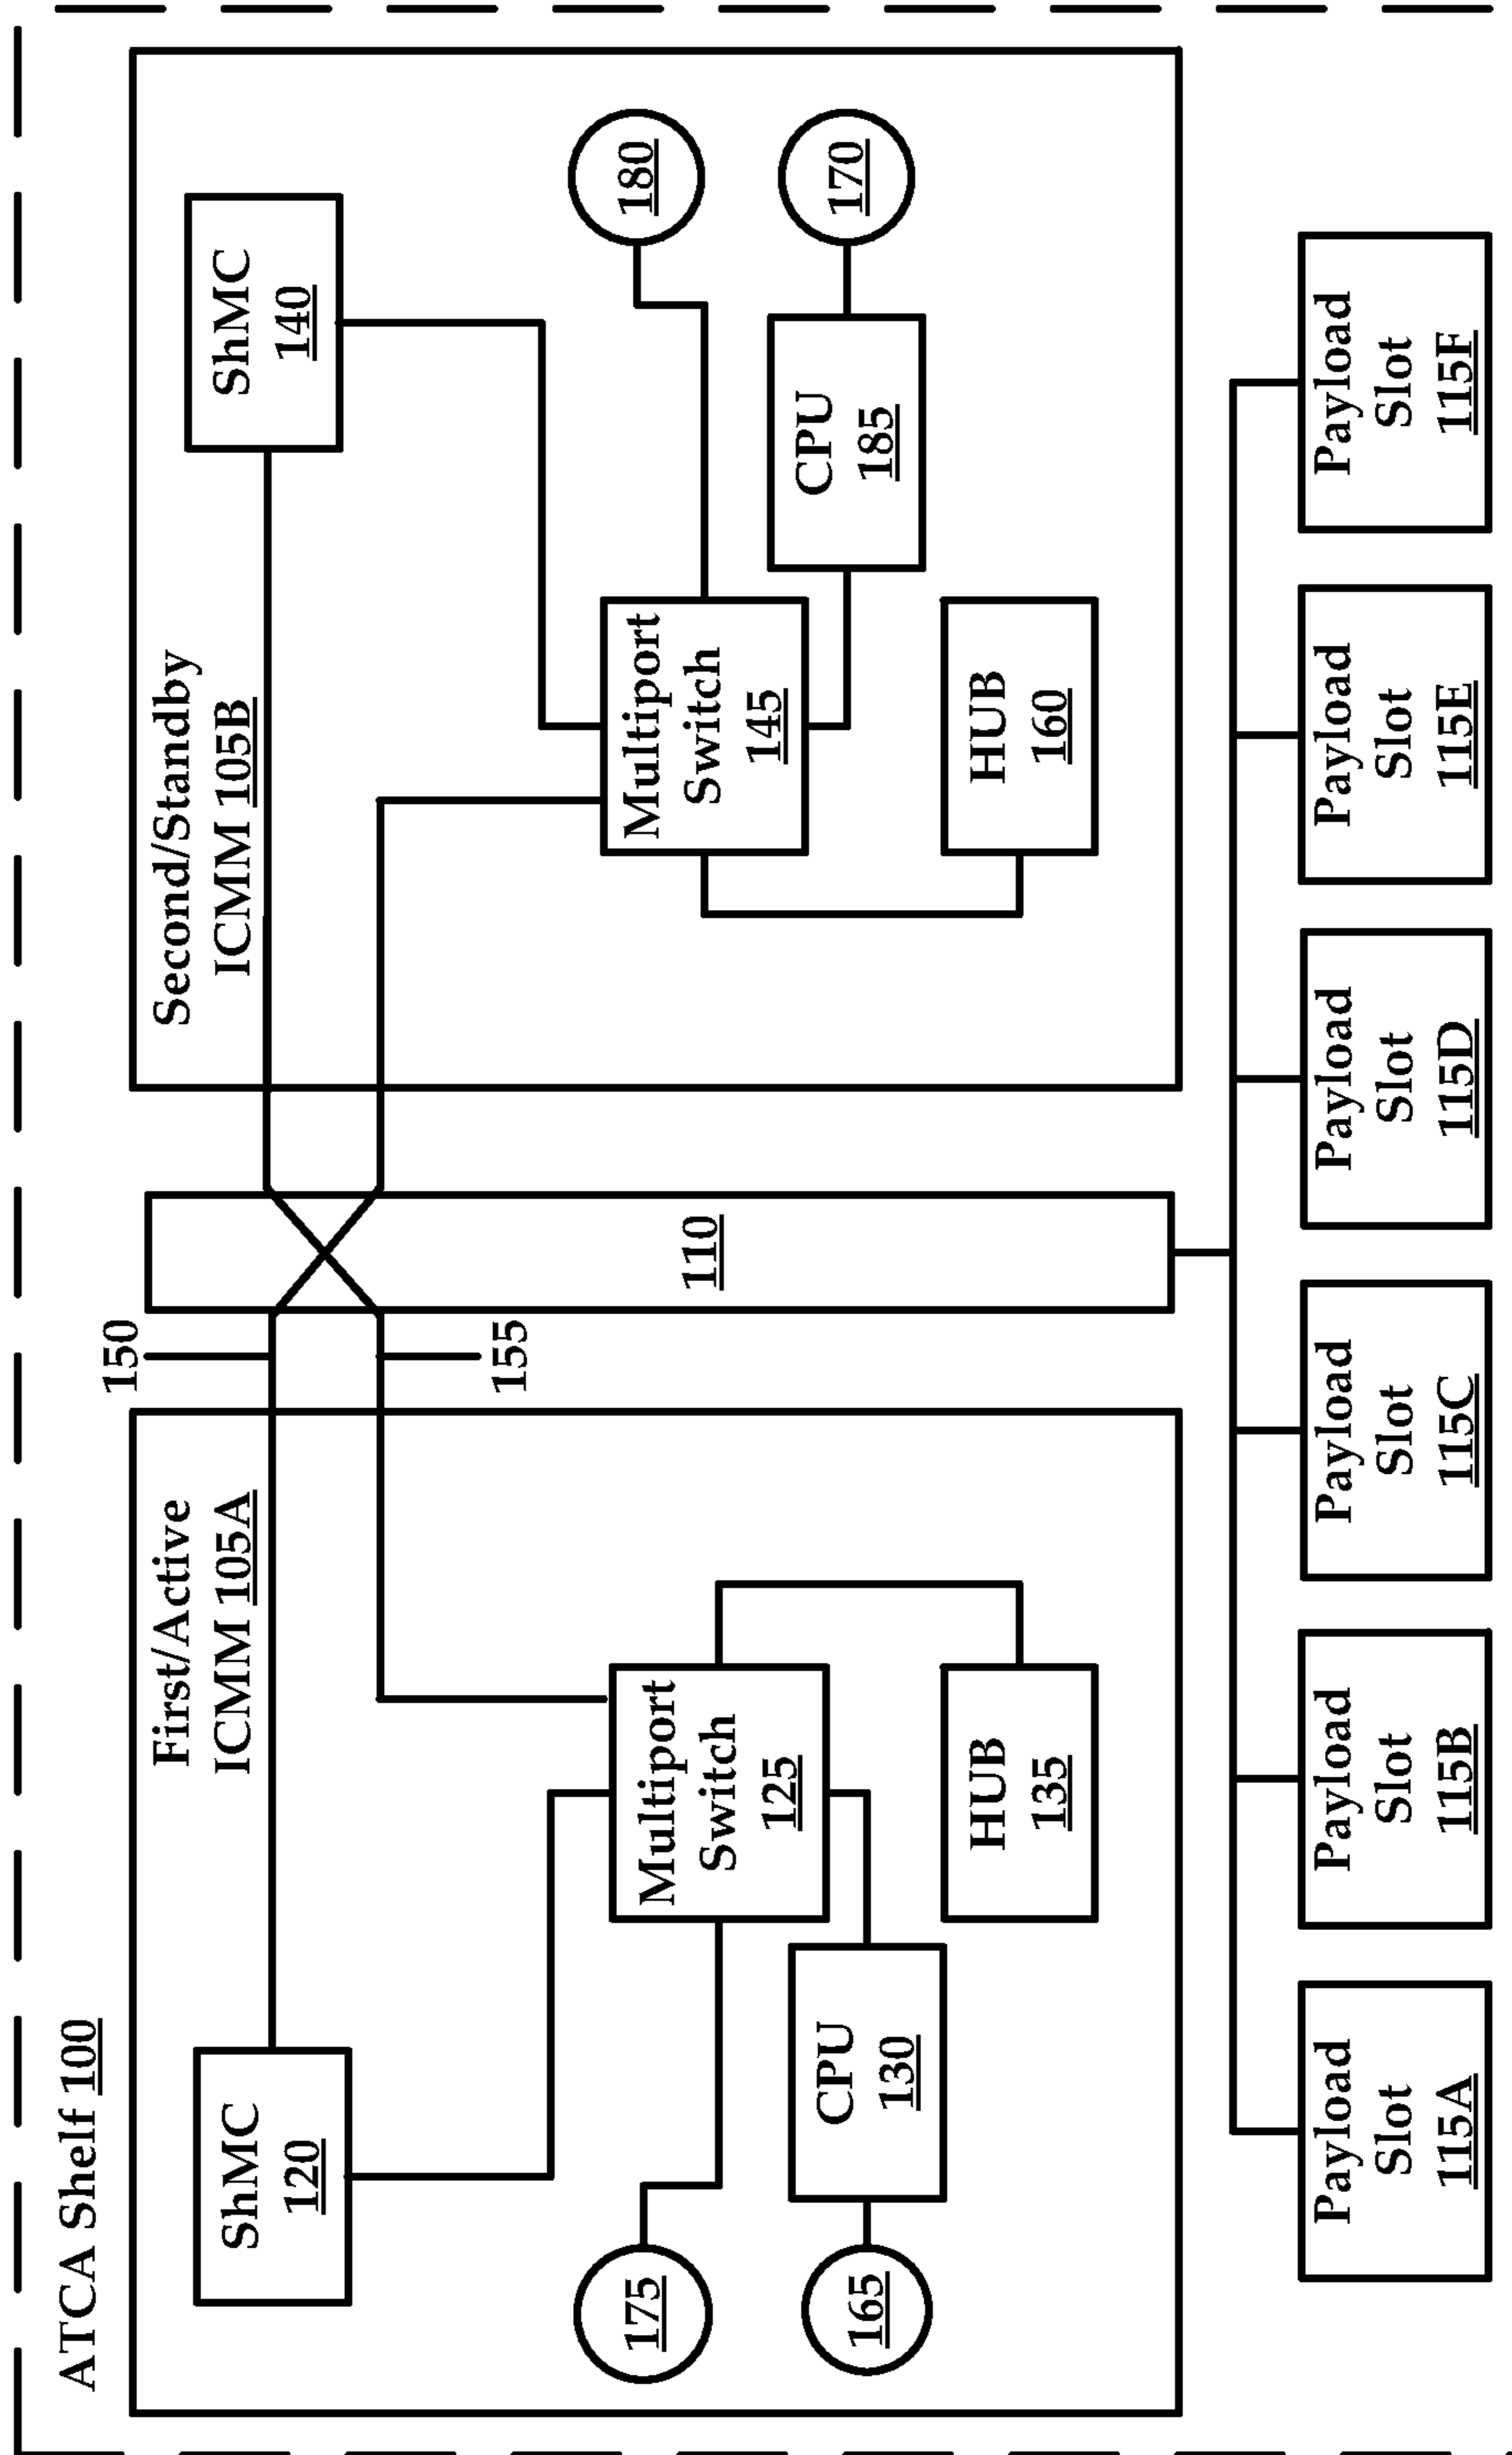 ATCA Shelf 100
First/Active
ICMM 105A
ShMC
120
Multiport
Switch
125
CPU
130
HUB
135
175
165
150
155
110
Second/Standby
ICMM 105B
ShMC
140
Multiport
Switch
145
CPU
185
HUB
160
180
170
Payload
Slot
115A
Payload
Slot
115B
Payload
Slot
115C
Payload
Slot
115D
Payload
Slot
115E
Payload
Slot
115F